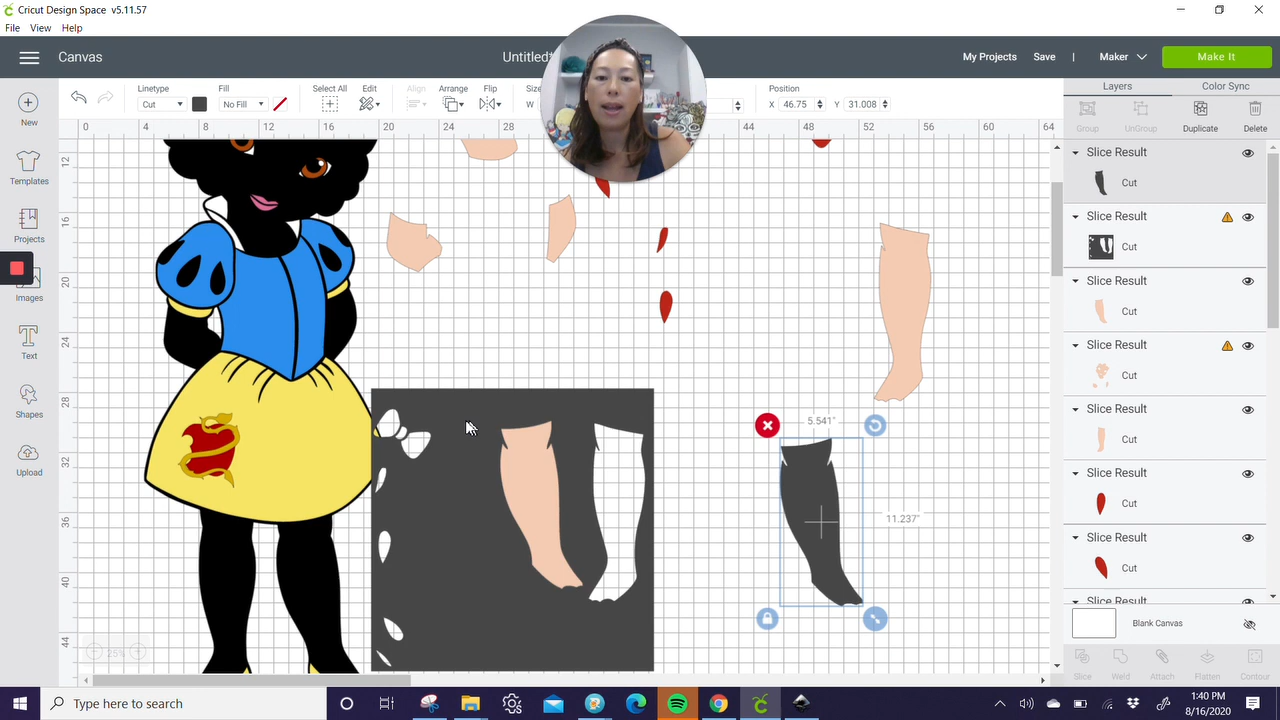 Cricut Design Space v5.11.57
File View Help
Canvas
Untitled*
My Projects Save | Maker Make It
Linetype Fill Select All Edit Align Arrange Flip Size Position
Cut No Fill W X 46.75 Y 31.008
Layers Color Sync
Group UnGroup Duplicate Delete
0 4 8 12 16 20 24 28 44 48 52 56 60 64
12
16
20
24
28
32
36
40
44
New
Templates
Projects
Images
Text
Shapes
Upload
5.541"
11.237"
25%
Slice Result
Cut
Slice Result
Cut
Slice Result
Cut
Slice Result
Cut
Slice Result
Cut
Slice Result
Cut
Slice Result
Cut
Slice Result
Blank Canvas
Slice Weld Attach Flatten Contour
Type here to search
1:40 PM
8/16/2020